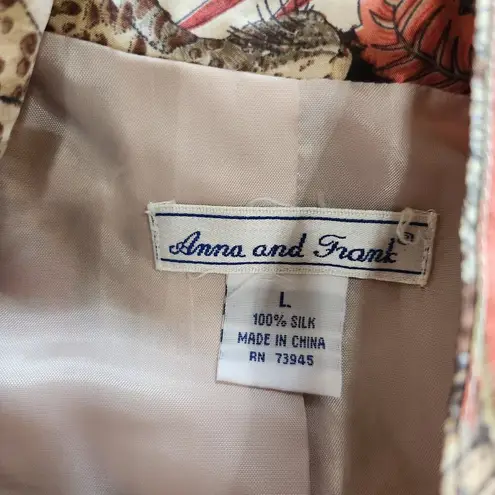 Anna and Frank
L
100% SILK
MADE IN CHINA
RN 73945